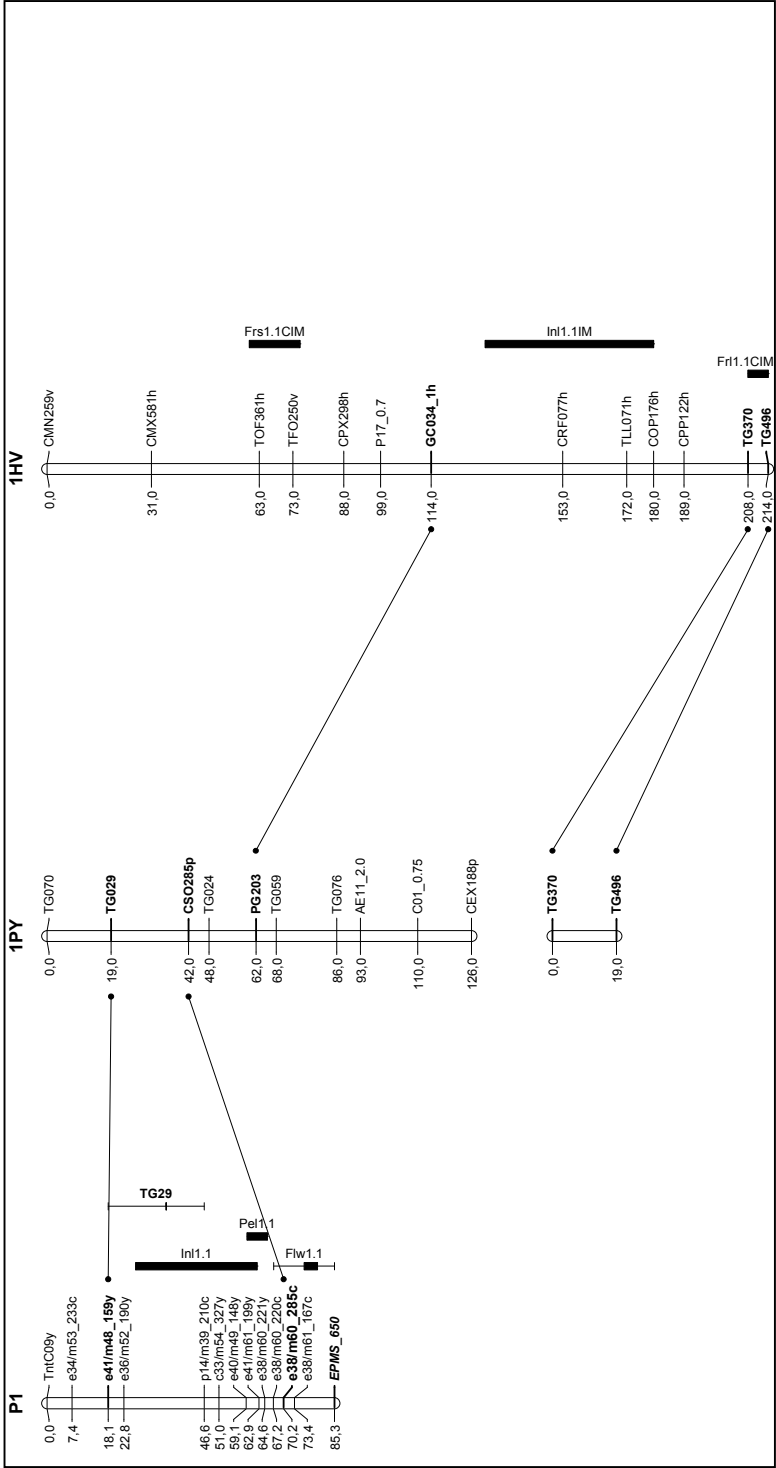 P1
0,0 TntC09y
7,4 e34/m53_233c
18,1 e41/m48_159y
22,8 e36/m52_190y
46,6 p14/m39_210c
51,0 c33/m54_327y
59,1 e40/m49_148y
62,9 e41/m61_199y
64,6 e38/m60_221y
67,2 e38/m60_220c
70,2 e38/m60_285c
73,4 e38/m61_167c
85,3 EPMS_650
Inl1.1
Flw1.1
Pel1.1
TG29
1PY
0,0 TG070
19,0 TG029
42,0 CSO285p
48,0 TG024
62,0 PG203
68,0 TG059
86,0 TG076
93,0 AE11_2.0
110,0 C01_0.75
126,0 CEX188p
0,0 TG370
19,0 TG496
1HV
0,0 CMN259v
31,0 CMX581h
63,0 TOF361h
73,0 TFO250v
88,0 CPX298h
99,0 P17_0.7
114,0 GC034_1h
153,0 CRF077h
172,0 TLL071h
180,0 COP176h
189,0 CPP122h
208,0 TG370
214,0 TG496
Frl1.1CIM
Frs1.1CIM
Inl1.1IM